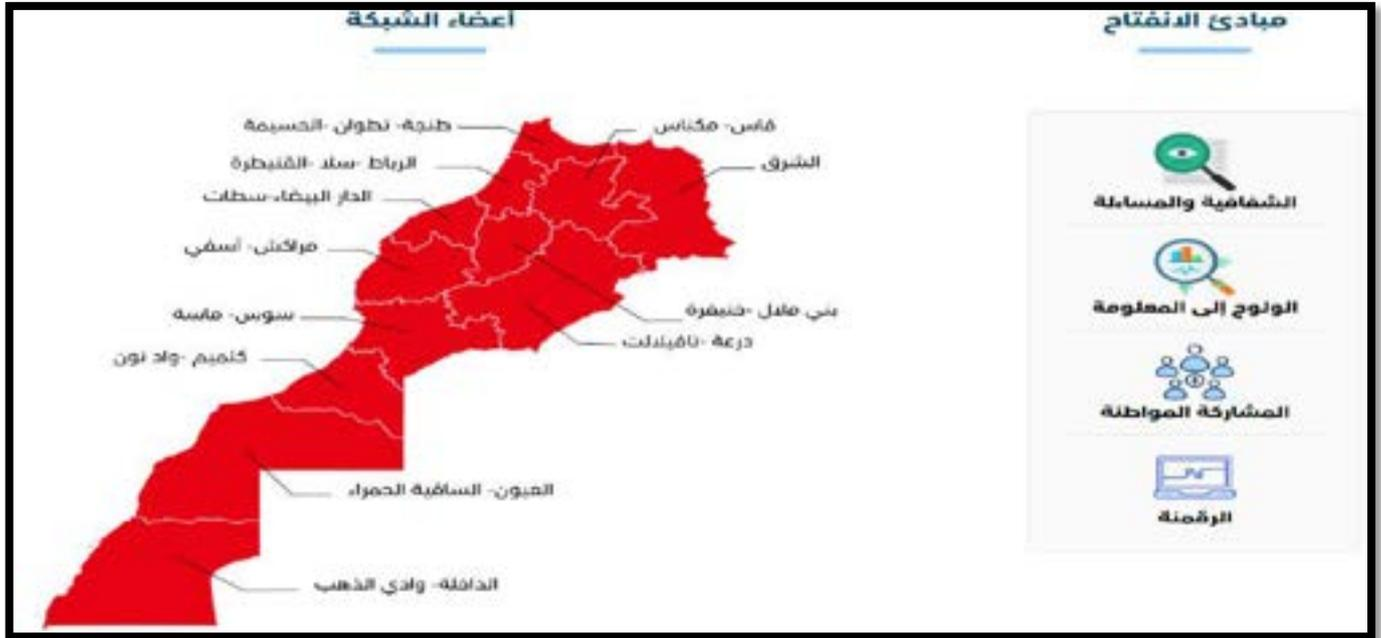 مبادئ الانفتاح
الشفافية والمساءلة
الولوج إلى المعلومة
المشاركة المواطنة
الرقمنة
أعضاء الشبكة
طنجة- تطوان -الحسيمة
فاس- مكناس
الرباط -سلا -القنيطرة
الشرق
الدار البيضاء-سطات
مراكش- آسفي
بني ملال -خنيفرة
سوس- ماسة
درعة -تافيلالت
كلميم -واد نون
العيون- الساقية الحمراء
الداخلة- وادي الذهب